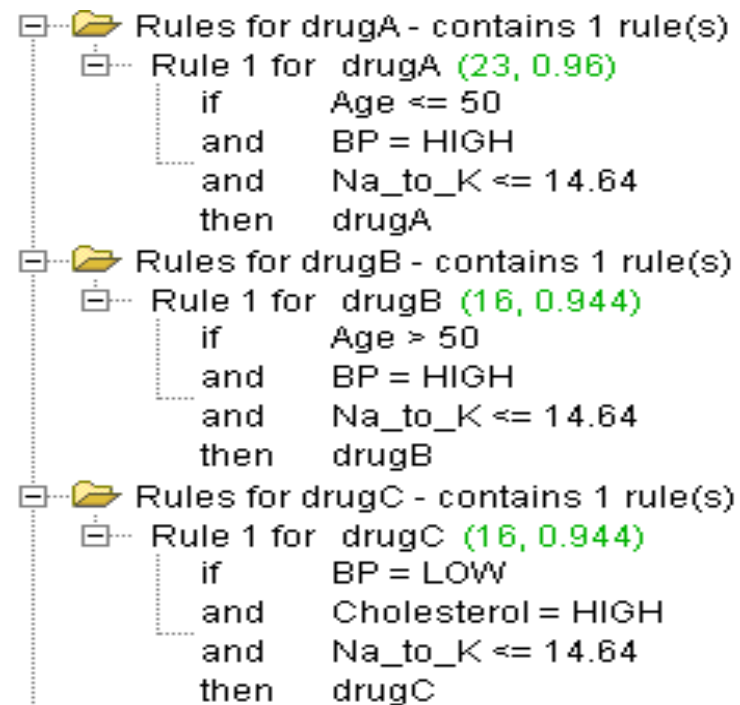 Rules for drugA - contains 1 rule(s)
Rule 1 for drugA (23, 0.96)
if Age <= 50
and BP = HIGH
and Na_to_K <= 14.64
then drugA
Rules for drugB - contains 1 rule(s)
Rule 1 for drugB (16, 0.944)
if Age > 50
and BP = HIGH
and Na_to_K <= 14.64
then drugB
Rules for drugC - contains 1 rule(s)
Rule 1 for drugC (16, 0.944)
if BP = LOW
and Cholesterol = HIGH
and Na_to_K <= 14.64
then drugC